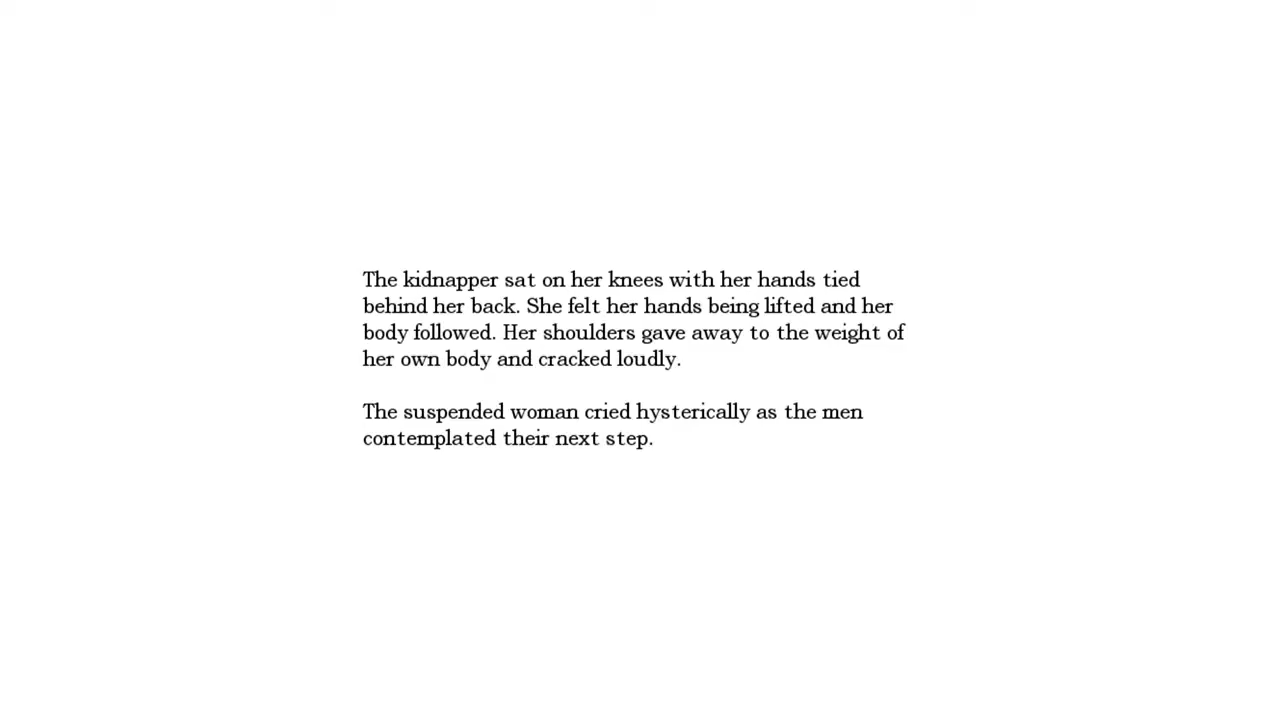 The kidnapper sat on her knees with her hands tied
behind her back. She felt her hands being lifted and her
body followed. Her shoulders gave away to the weight of
her own body and cracked loudly.
The suspended woman cried hysterically as the men
contemplated their next step.